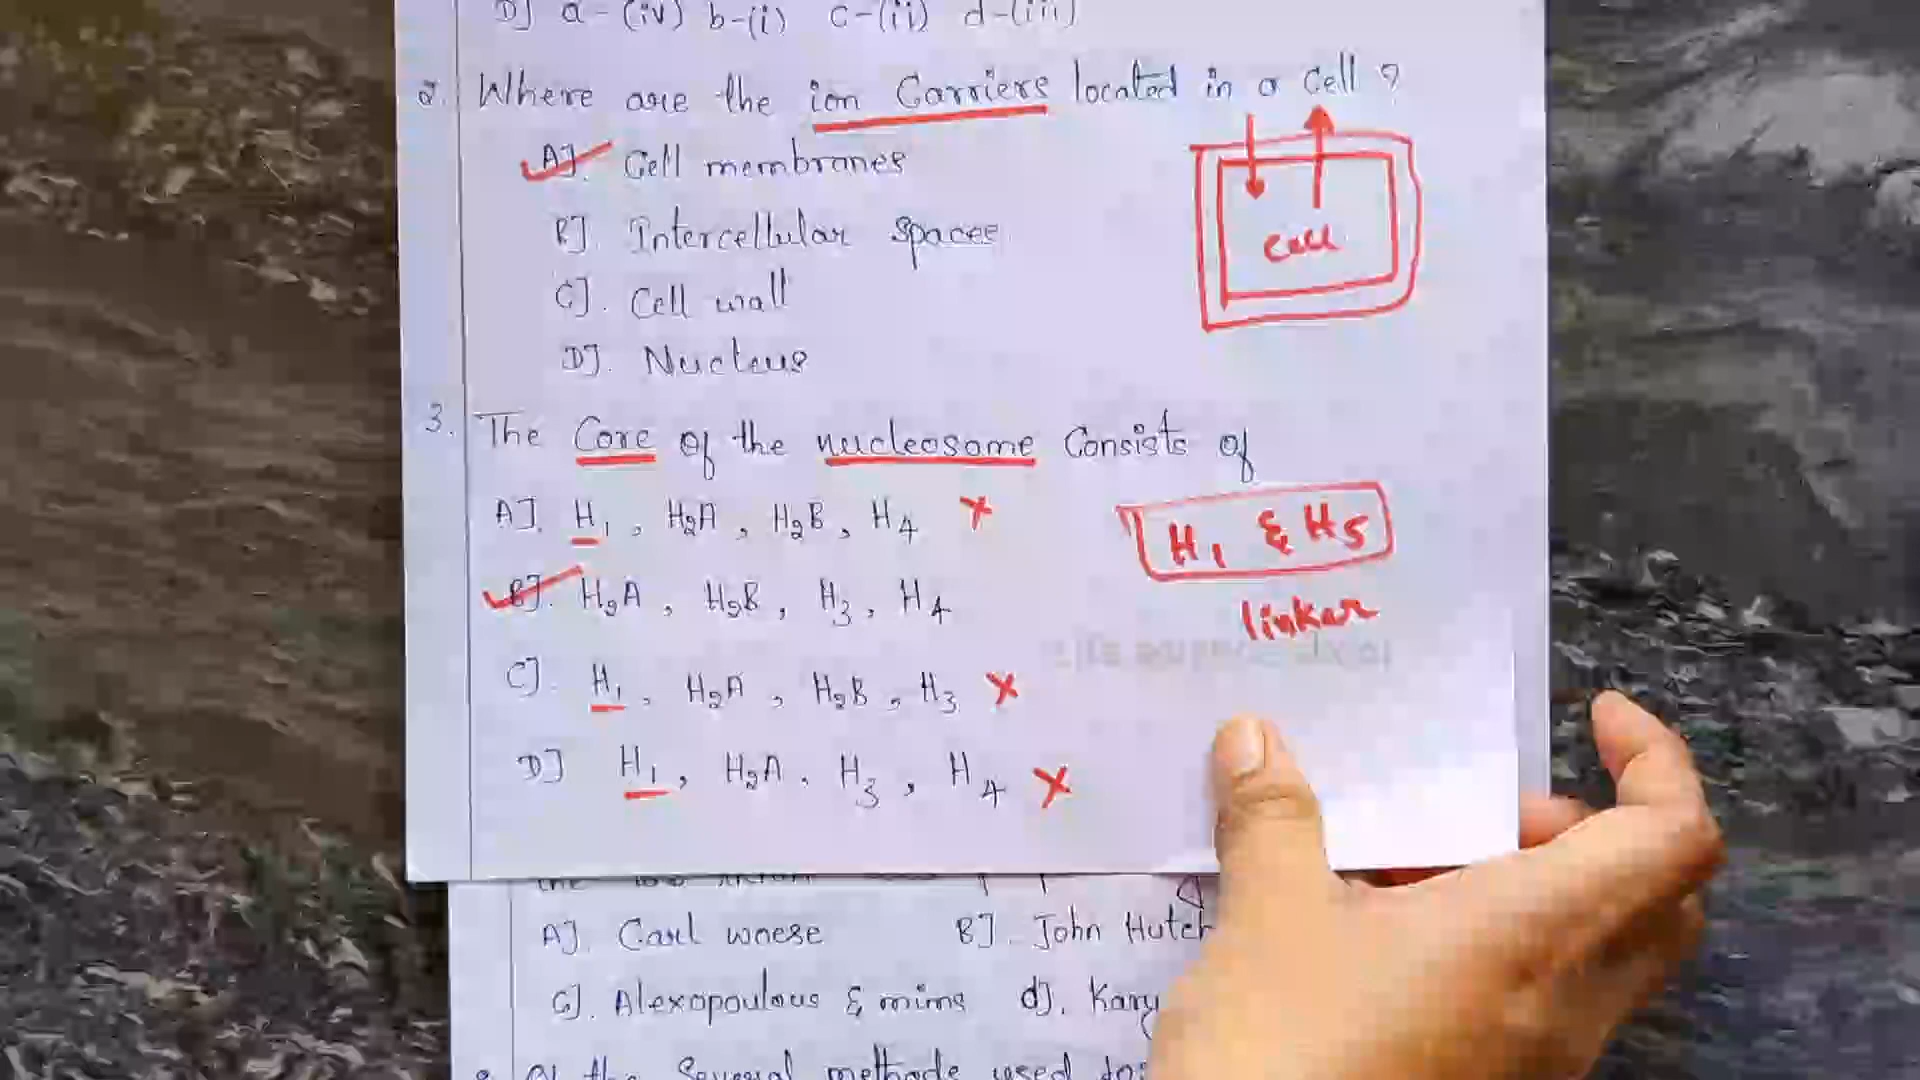 D] a-(iv) b-(i) c-(ii) d-(iii)
2. Where are the ion Carriers located in a Cell ?
A]. Cell membranes
B]. Intercellular spaces
C]. Cell wall
D]. Nucleus
cell
3. The Core of the nucleosome Consists of
A]. H1, H2A, H2B, H4 x
B]. H2A, H2B, H3, H4
C]. H1, H2A, H2B, H3 x
D] H1, H2A, H3, H4 x
H1 & H5
linker
A]. Carl woese B]. John Hutch
C]. Alexopoulous & mims d]. Kary
Of the Several methods used